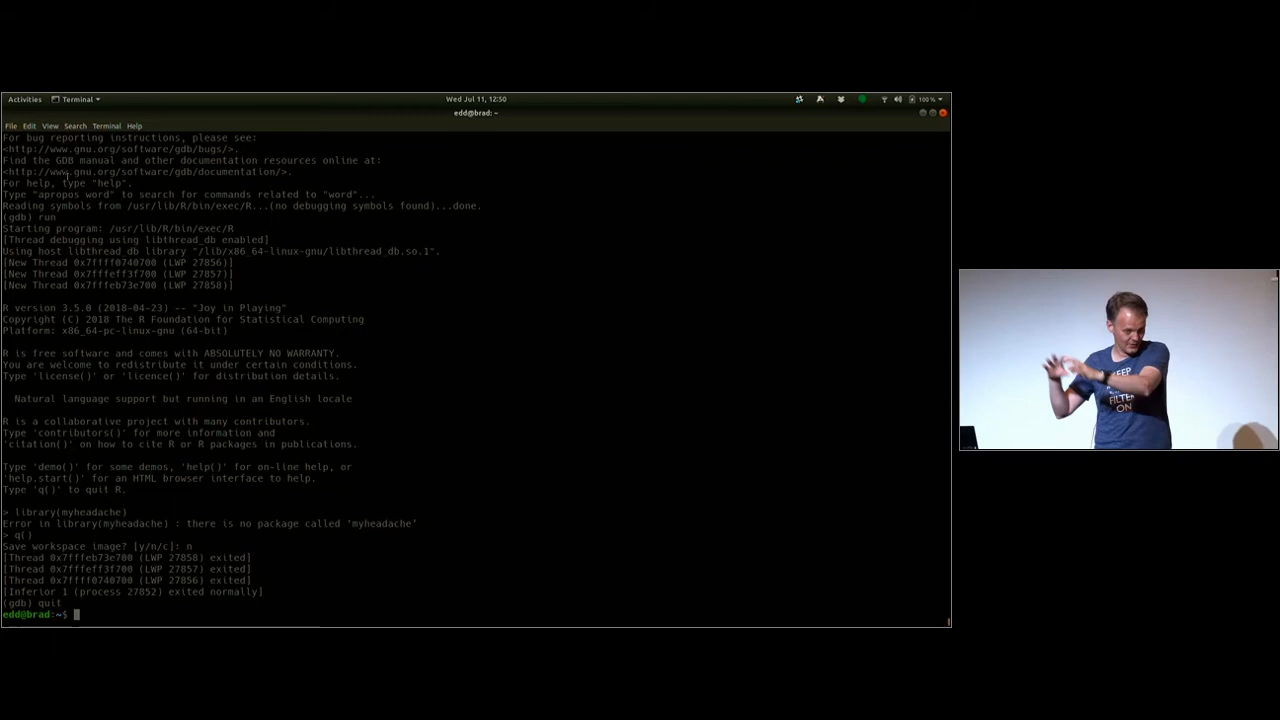 Activities
Terminal
Wed Jul 11, 12:50
100%
edd@brad: ~
File Edit View Search Terminal Help
For bug reporting instructions, please see:
<http://www.gnu.org/software/gdb/bugs/>.
Find the GDB manual and other documentation resources online at:
<http://www.gnu.org/software/gdb/documentation/>.
For help, type "help".
Type "apropos word" to search for commands related to "word"...
Reading symbols from /usr/lib/R/bin/exec/R...(no debugging symbols found)...done.
(gdb) run
Starting program: /usr/lib/R/bin/exec/R
[Thread debugging using libthread_db enabled]
Using host libthread_db library "/lib/x86_64-linux-gnu/libthread_db.so.1".
[New Thread 0x7ffff0740700 (LWP 27856)]
[New Thread 0x7fffeff3f700 (LWP 27857)]
[New Thread 0x7fffeb73e700 (LWP 27858)]
R version 3.5.0 (2018-04-23) -- "Joy in Playing"
Copyright (C) 2018 The R Foundation for Statistical Computing
Platform: x86_64-pc-linux-gnu (64-bit)
R is free software and comes with ABSOLUTELY NO WARRANTY.
You are welcome to redistribute it under certain conditions.
Type 'license()' or 'licence()' for distribution details.
Natural language support but running in an English locale
R is a collaborative project with many contributors.
Type 'contributors()' for more information and
'citation()' on how to cite R or R packages in publications.
Type 'demo()' for some demos, 'help()' for on-line help, or
'help.start()' for an HTML browser interface to help.
Type 'q()' to quit R.
> library(myheadache)
Error in library(myheadache) : there is no package called ‘myheadache’
> q()
Save workspace image? [y/n/c]: n
[Thread 0x7fffeb73e700 (LWP 27858) exited]
[Thread 0x7fffeff3f700 (LWP 27857) exited]
[Thread 0x7ffff0740700 (LWP 27856) exited]
[Inferior 1 (process 27852) exited normally]
(gdb) quit
edd@brad:~$
KEEP
FILTER
ON